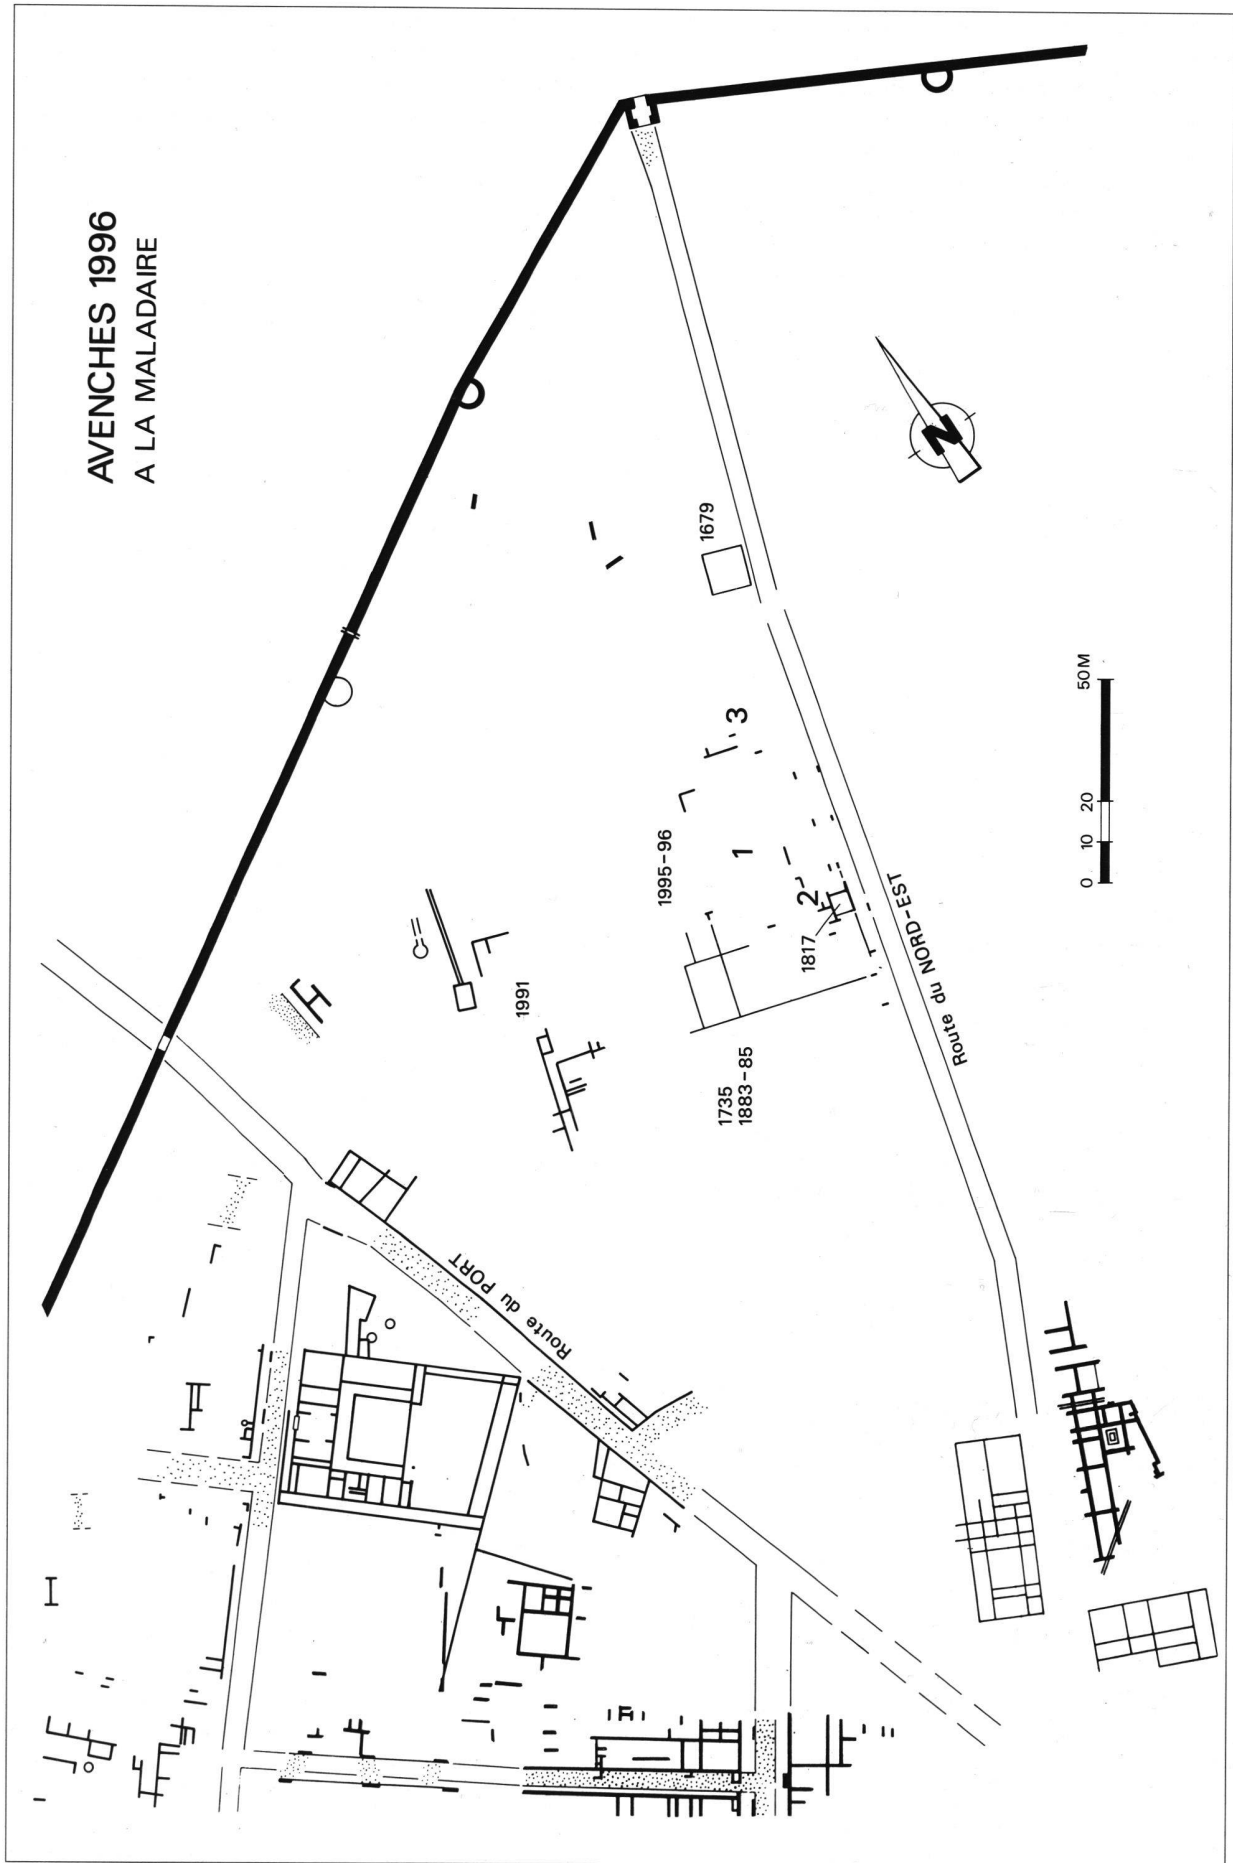 AVENCHES 1996
A LA MALADAIRE
1679
3
1995-96
1
2
1817
1991
1735
1883-85
Route du NORD-EST
Route du PORT
N
0 10 20 50 M